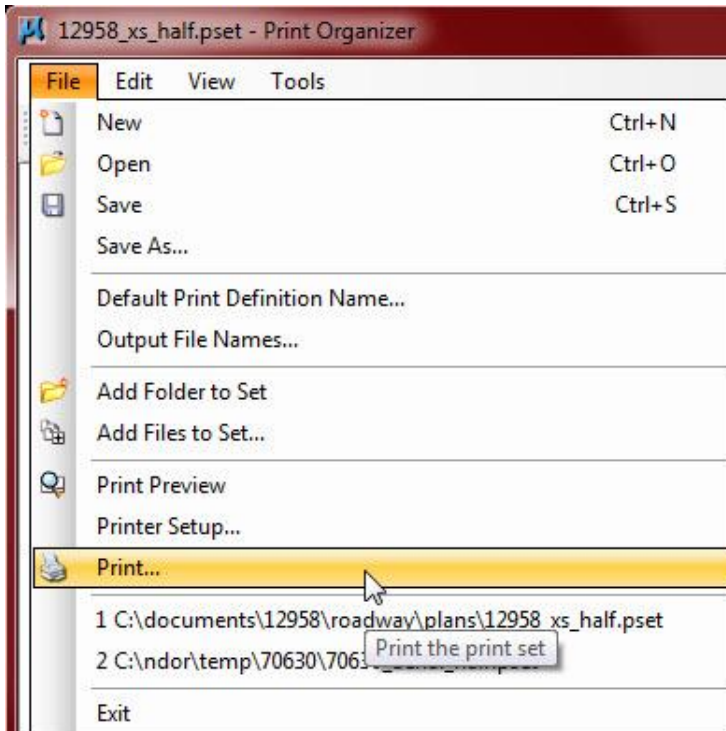 12958_xs_half.pset - Print Organizer
File Edit View Tools
New Ctrl+N
Open Ctrl+O
Save Ctrl+S
Save As...
Default Print Definition Name...
Output File Names...
Add Folder to Set
Add Files to Set...
Print Preview
Printer Setup...
Print...
1 C:\documents\12958\roadway\plans\12958_xs_half.pset
Print the print set
2 C:\ndor\temp\70630\
Exit